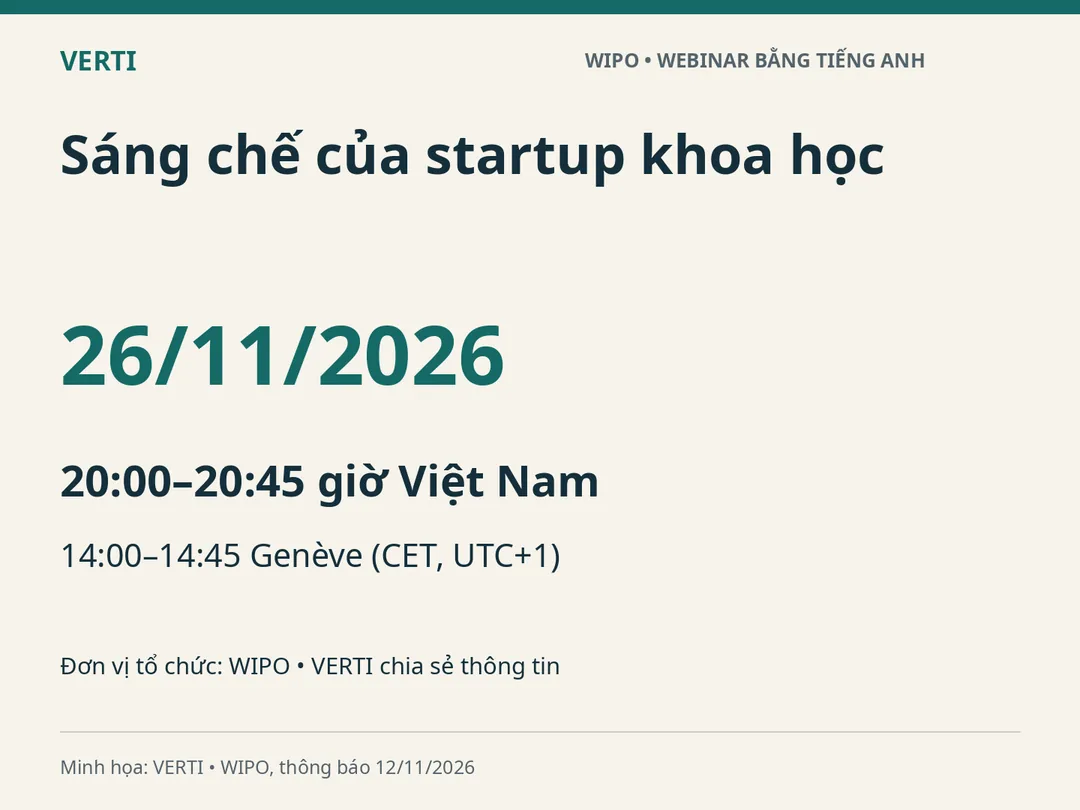 VERTI
WIPO • WEBINAR BẰNG TIẾNG ANH
Sáng chế của startup khoa học
26/11/2026
20:00–20:45 giờ Việt Nam
14:00–14:45 Genève (CET, UTC+1)
Đơn vị tổ chức: WIPO • VERTI chia sẻ thông tin
Minh họa: VERTI • WIPO, thông báo 12/11/2026